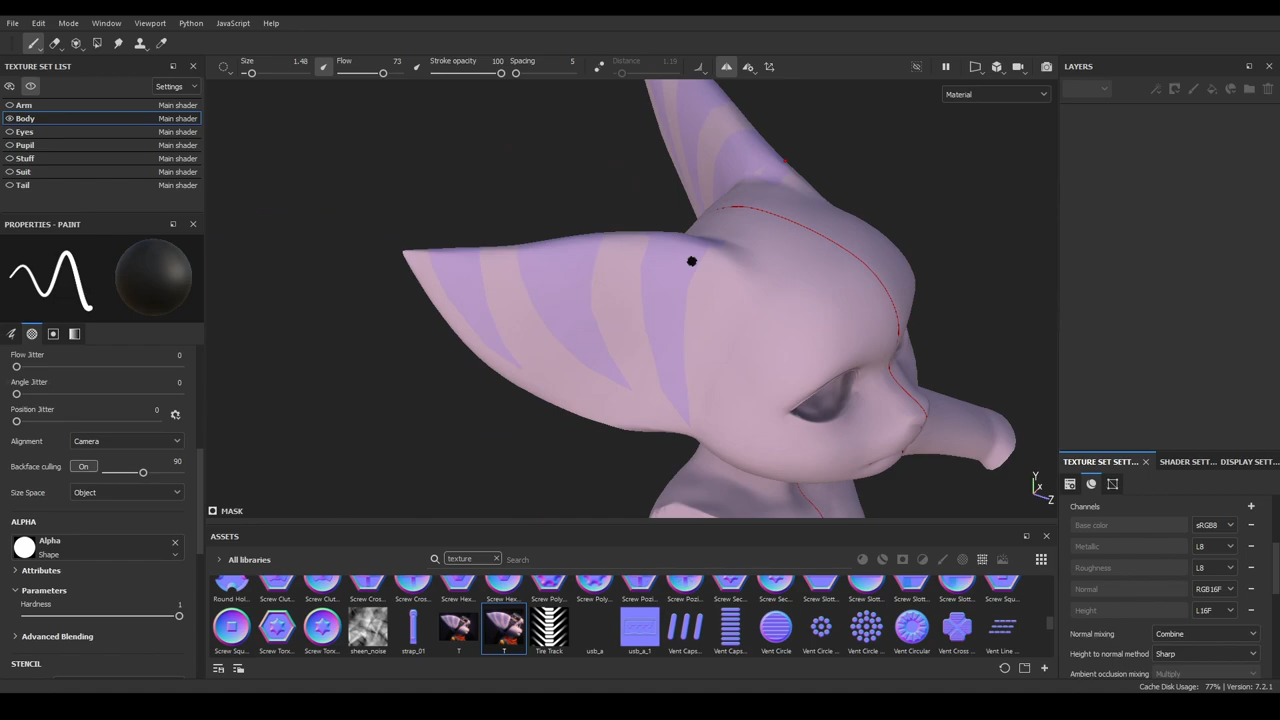 File Edit Mode Window Viewport Python JavaScript Help
Size 1.48 Flow 73 Stroke opacity 100 Spacing 5 Distance 1.19
TEXTURE SET LIST
Settings
Arm Main shader
Body Main shader
Eyes Main shader
Pupil Main shader
Stuff Main shader
Suit Main shader
Tail Main shader
PROPERTIES - PAINT
Flow Jitter 0
Angle Jitter 0
Position Jitter 0
Alignment Camera
Backface culling On 90
Size Space Object
ALPHA
Alpha
Shape
Attributes
Parameters
Hardness 1
Advanced Blending
STENCIL
Material
Y
X
Z
MASK
ASSETS
All libraries texture Search
Round Hol... Screw Clut... Screw Clut... Screw Cros... Screw Cros... Screw Hex... Screw Hex... Screw Poly... Screw Pozi... Screw Pozi... Screw Sec... Screw Sec... Screw Slott... Screw Slott... Screw Slott... Screw Slott... Screw Squ...
Screw Squ... Screw Torx... Screw Torx... sheen_noise strap_01 T T Tire Track usb_a usb_a_1 Vent Caps... Vent Caps... Vent Circle Vent Circle ... Vent Circle ... Vent Circular Vent Cross ... Vent Line ...
LAYERS
TEXTURE SET SETT... SHADER SETT... DISPLAY SETT...
Channels
Base color sRGB8
Metallic L8
Roughness L8
Normal RGB16F
Height L16F
Normal mixing Combine
Height to normal method Sharp
Ambient occlusion mixing Multiply
Cache Disk Usage: 77% | Version: 7.2.1